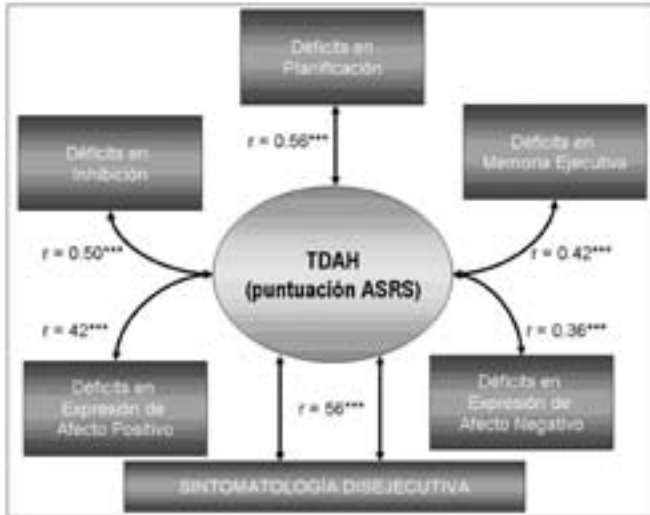 Déficits en
Planificación
r = 0.56***
Déficits en
Inhibición
Déficits en
Memoria Ejecutiva
r = 0.50***
TDAH
(puntuación ASRS)
r = 0.42***
r = 42***
r = 0.36***
Déficits en
Expresión de
Afecto Positivo
r = 56***
Déficits en
Expresión de
Afecto Negativo
SINTOMATOLOGÍA DISEJECUTIVA